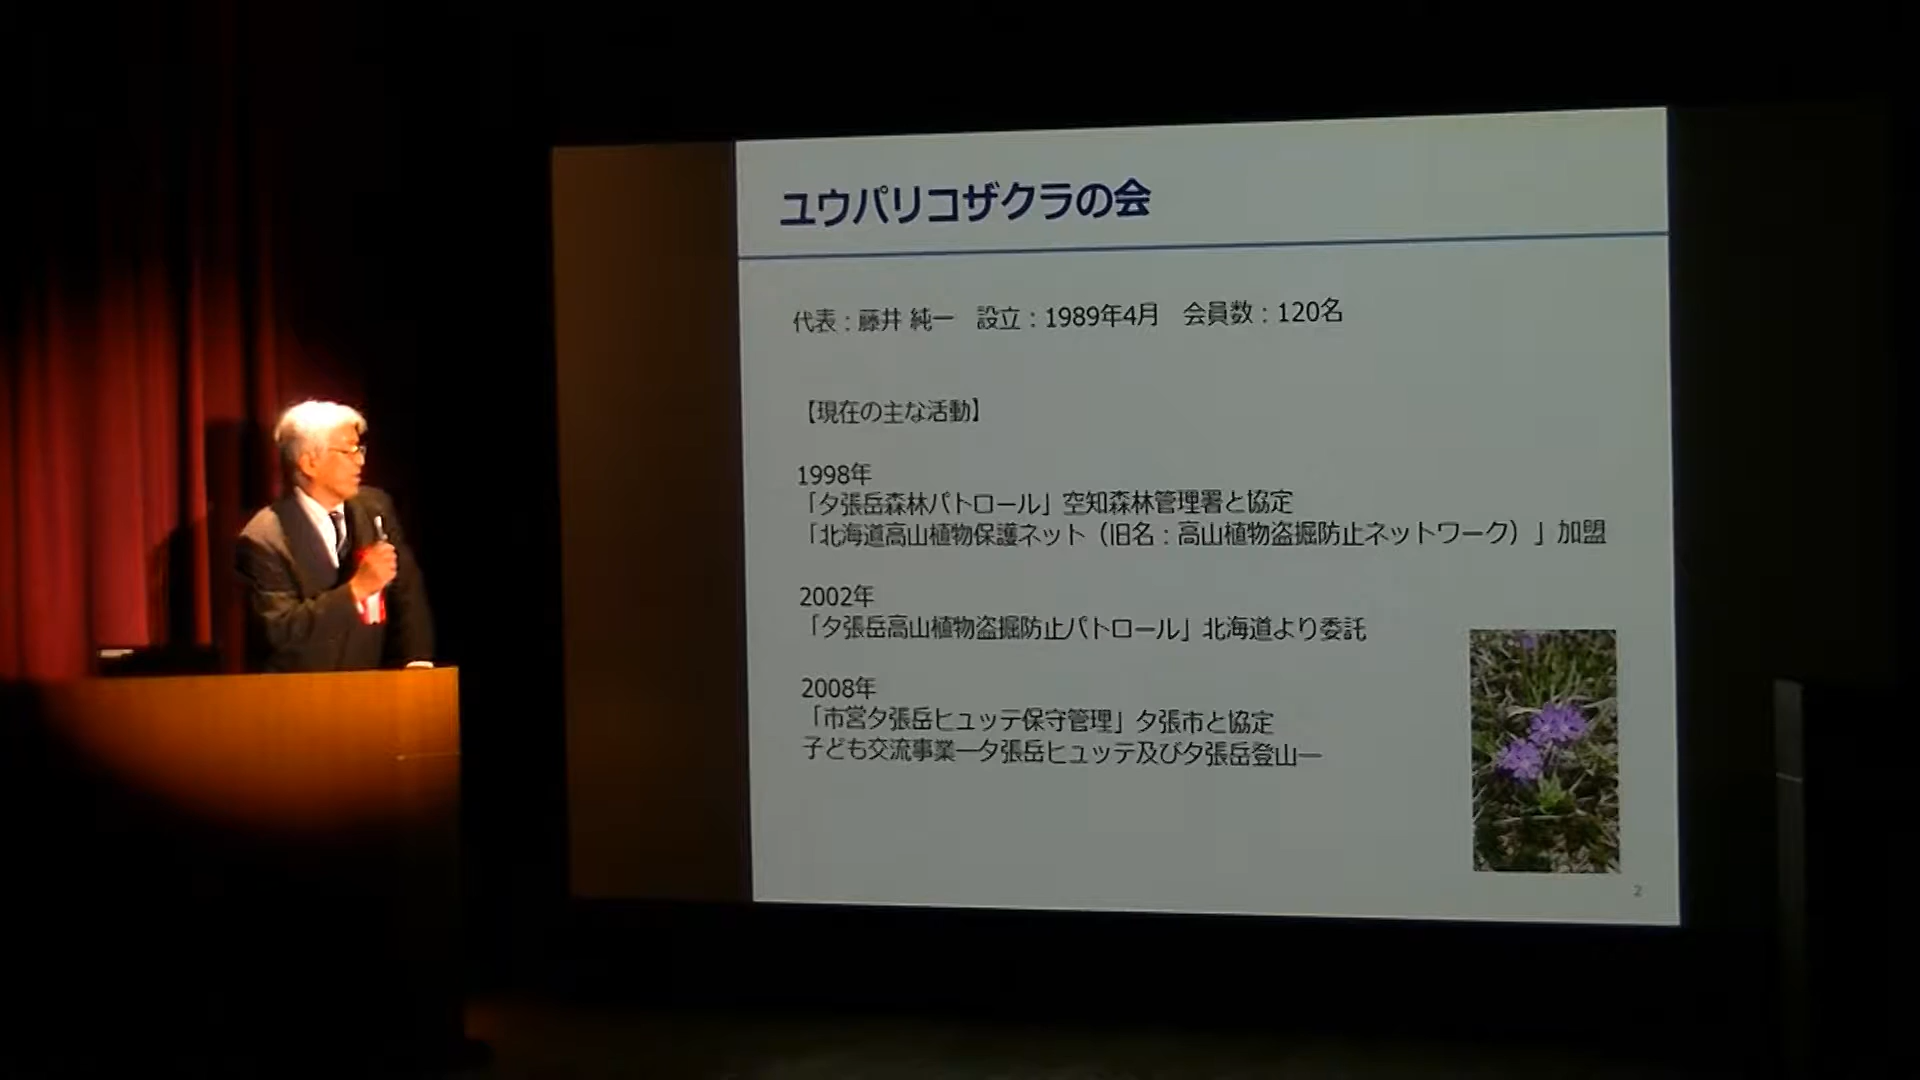 ユウパリコザクラの会
代表：藤井 純一　設立：1989年4月　会員数：120名
【現在の主な活動】
1998年
「夕張岳森林パトロール」空知森林管理署と協定
「北海道高山植物保護ネット（旧名：高山植物盗掘防止ネットワーク）」加盟
2002年
「夕張岳高山植物盗掘防止パトロール」北海道より委託
2008年
「市営夕張岳ヒュッテ保守管理」夕張市と協定
子ども交流事業―夕張岳ヒュッテ及び夕張岳登山―
2